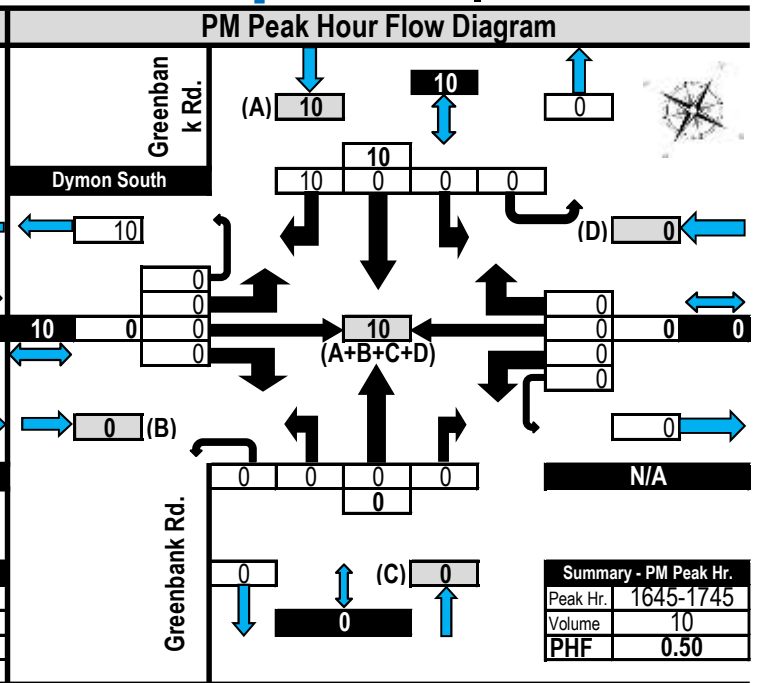 PM Peak Hour Flow Diagram
Greenban
k Rd.
(A) 10
10
0
10
Dymon South
10 0 0 0
10
(D) 0
0
0
10 0 0
0
10
(A+B+C+D)
0
0 0 0
0
0
0 (B)
0
0 0 0 0
0
N/A
Greenbank Rd.
0
(C) 0
0
Summary - PM Peak Hr.
Peak Hr. 1645-1745
Volume 10
PHF 0.50